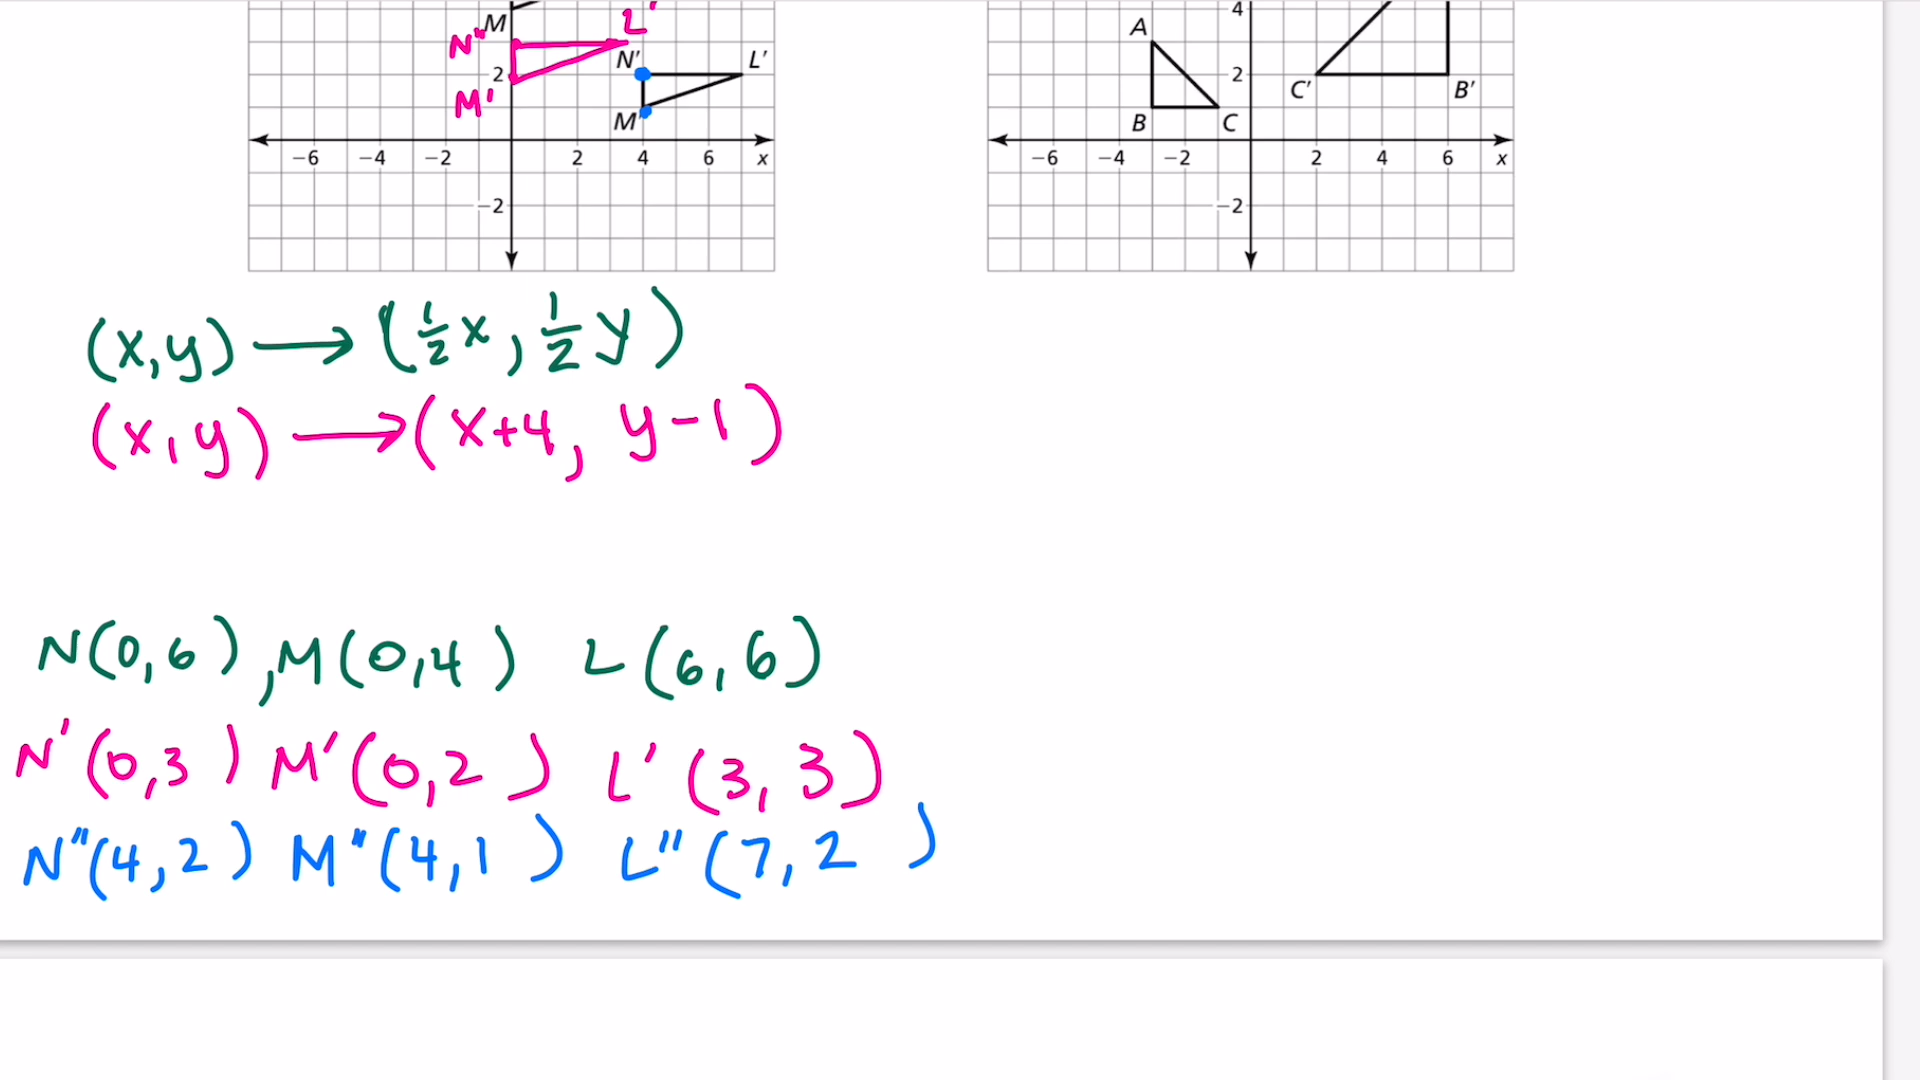 M L'
N" N' L'
2
M' M'
−6 −4 −2 2 4 6 x
−2
4
A
2
C' B'
B C
−6 −4 −2 2 4 6 x
−2
(x,y) → (½x, ½y)
(x,y) → (x+4, y-1)
N(0,6), M(0,4) L(6,6)
N'(0,3) M'(0,2) L'(3,3)
N"(4,2) M"(4,1) L"(7,2)